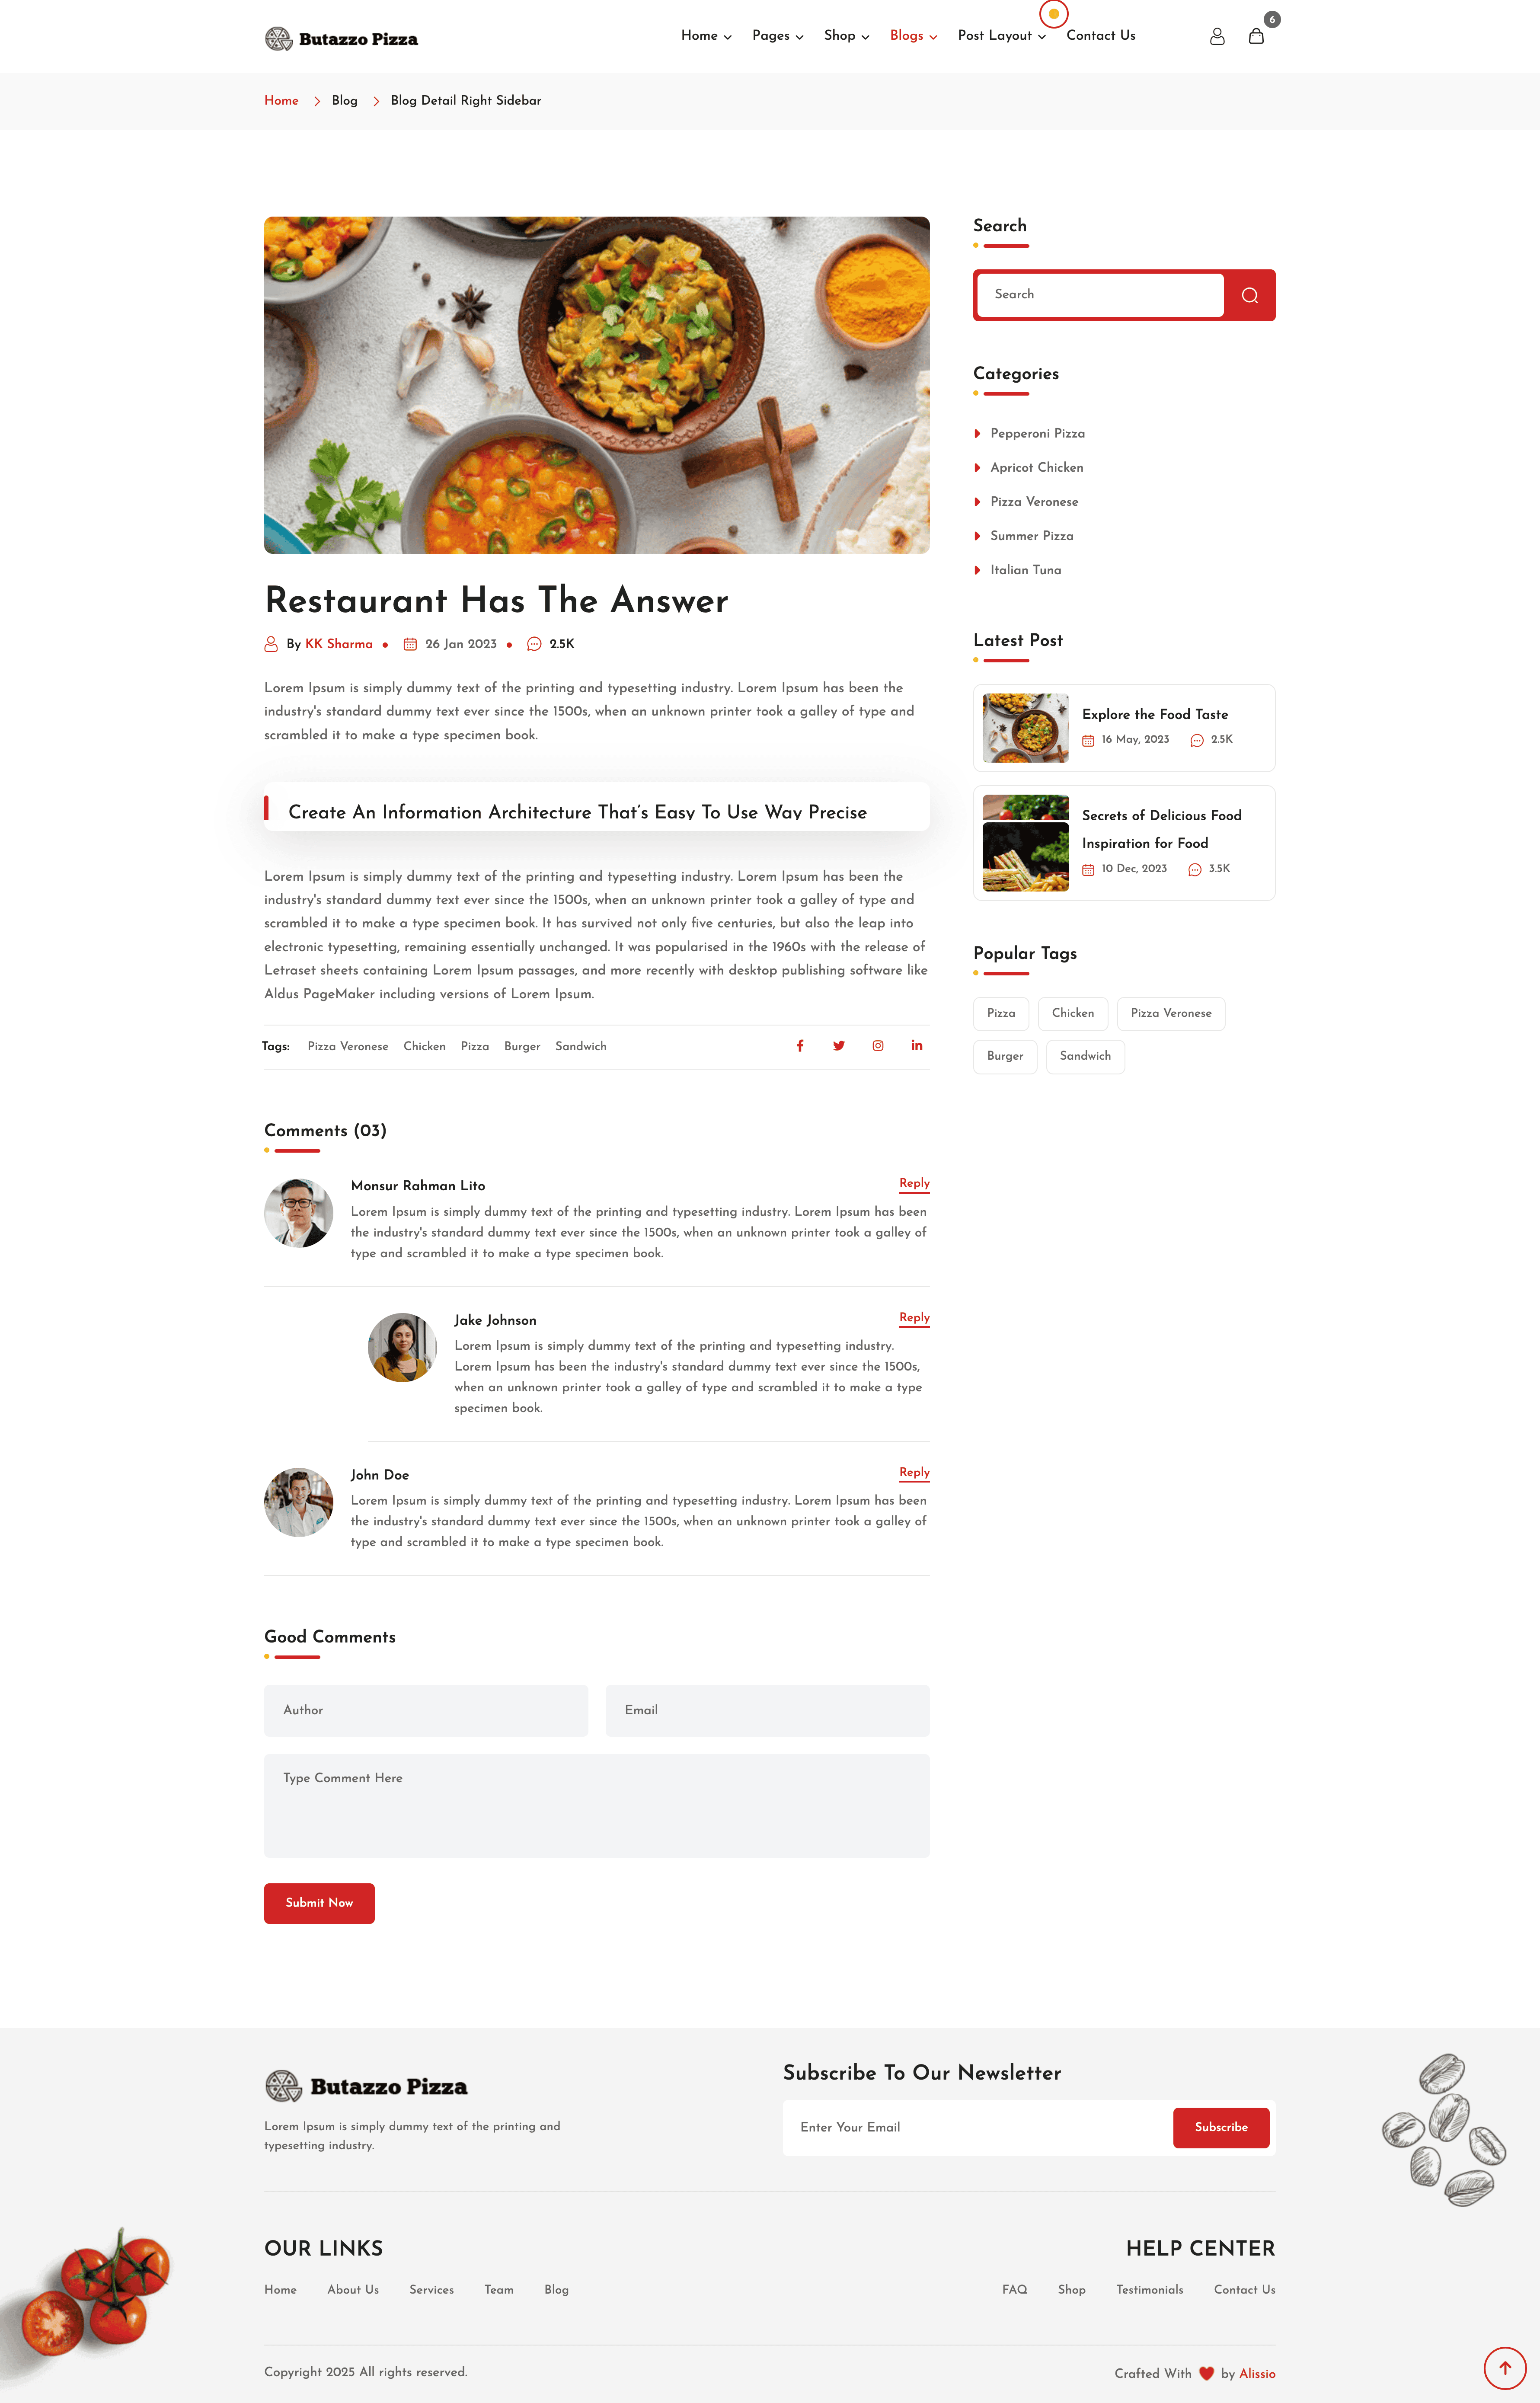 Butazzo Pizza
Home Pages Shop Blogs Post Layout Contact Us
6
Home Blog Blog Detail Right Sidebar
Restaurant Has The Answer
By KK Sharma 26 Jan 2023 2.5K
Lorem Ipsum is simply dummy text of the printing and typesetting industry. Lorem Ipsum has been the
industry's standard dummy text ever since the 1500s, when an unknown printer took a galley of type and
scrambled it to make a type specimen book.
Create An Information Architecture That's Easy To Use Way Precise
Lorem Ipsum is simply dummy text of the printing and typesetting industry. Lorem Ipsum has been the
industry's standard dummy text ever since the 1500s, when an unknown printer took a galley of type and
scrambled it to make a type specimen book. It has survived not only five centuries, but also the leap into
electronic typesetting, remaining essentially unchanged. It was popularised in the 1960s with the release of
Letraset sheets containing Lorem Ipsum passages, and more recently with desktop publishing software like
Aldus PageMaker including versions of Lorem Ipsum.
Tags: Pizza Veronese Chicken Pizza Burger Sandwich
Comments (03)
Monsur Rahman Lito
Reply
Lorem Ipsum is simply dummy text of the printing and typesetting industry. Lorem Ipsum has been
the industry's standard dummy text ever since the 1500s, when an unknown printer took a galley of
type and scrambled it to make a type specimen book.
Jake Johnson
Reply
Lorem Ipsum is simply dummy text of the printing and typesetting industry.
Lorem Ipsum has been the industry's standard dummy text ever since the 1500s,
when an unknown printer took a galley of type and scrambled it to make a type
specimen book.
John Doe
Reply
Lorem Ipsum is simply dummy text of the printing and typesetting industry. Lorem Ipsum has been
the industry's standard dummy text ever since the 1500s, when an unknown printer took a galley of
type and scrambled it to make a type specimen book.
Good Comments
Author
Email
Type Comment Here
Submit Now
Search
Search
Categories
Pepperoni Pizza
Apricot Chicken
Pizza Veronese
Summer Pizza
Italian Tuna
Latest Post
Explore the Food Taste
16 May, 2023 2.5K
Secrets of Delicious Food
Inspiration for Food
10 Dec, 2023 3.5K
Popular Tags
Pizza Chicken Pizza Veronese
Burger Sandwich
Butazzo Pizza
Lorem Ipsum is simply dummy text of the printing and
typesetting industry.
Subscribe To Our Newsletter
Enter Your Email
Subscribe
OUR LINKS
Home About Us Services Team Blog
HELP CENTER
FAQ Shop Testimonials Contact Us
Copyright 2025 All rights reserved.
Crafted With by Alissio